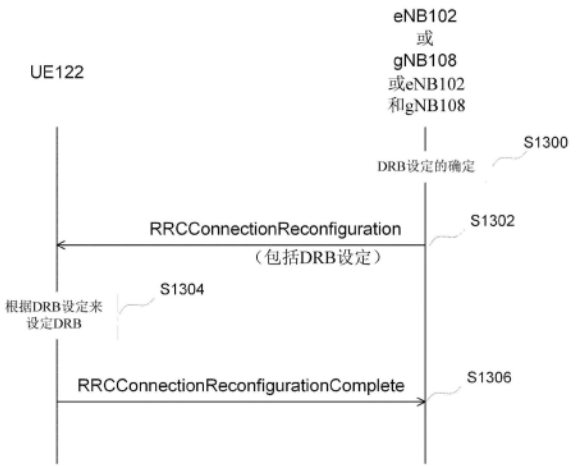 eNB102
或
gNB108
或eNB102
和gNB108
UE122
S1300
DRB设定的确定
S1302
RRCConnectionReconfiguration
（包括DRB设定）
S1304
根据DRB设定来
设定DRB
S1306
RRCConnectionReconfigurationComplete